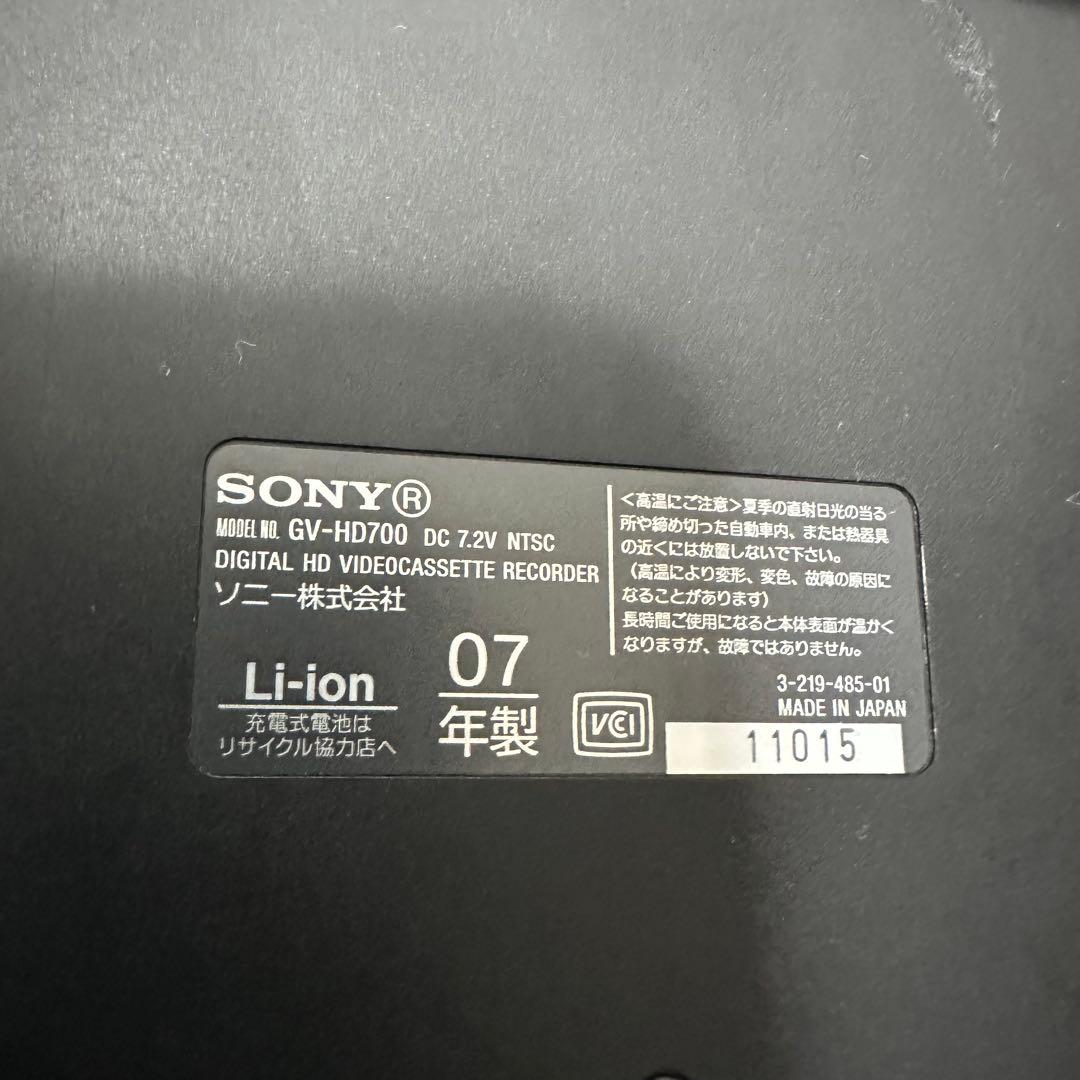 SONY®
MODEL NO. GV-HD700 DC 7.2V NTSC
DIGITAL HD VIDEOCASSETTE RECORDER
ソニー株式会社
Li-ion
充電式電池は
リサイクル協力店へ
07
年製
VCI
<高温にご注意>夏季の直射日光の当る
所や締め切った自動車内、または熱器具
の近くには放置しないで下さい。
(高温により変形、変色、故障の原因に
なることがあります)
長時間ご使用になると本体表面が温かく
なりますが、故障ではありません。
3-219-485-01
MADE IN JAPAN
11015